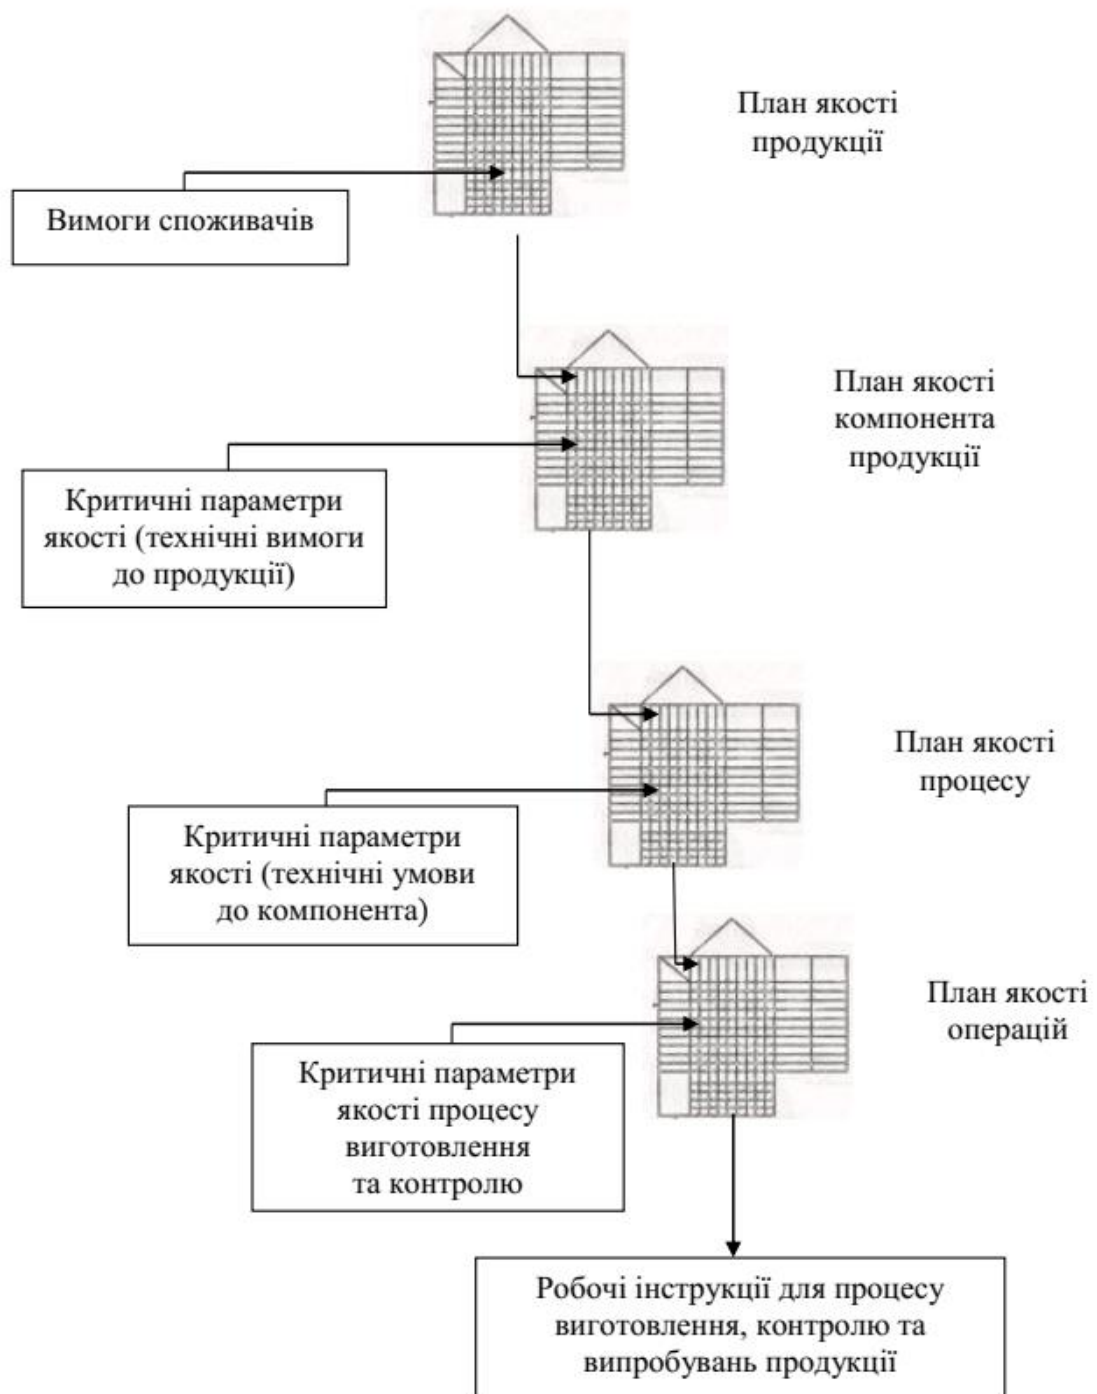 План якості
продукції
Вимоги споживачів
План якості
компонента
продукції
Критичні параметри
якості (технічні вимоги
до продукції)
План якості
процесу
Критичні параметри
якості (технічні умови
до компонента)
План якості
операцій
Критичні параметри
якості процесу
виготовлення
та контролю
Робочі інструкції для процесу
виготовлення, контролю та
випробувань продукції